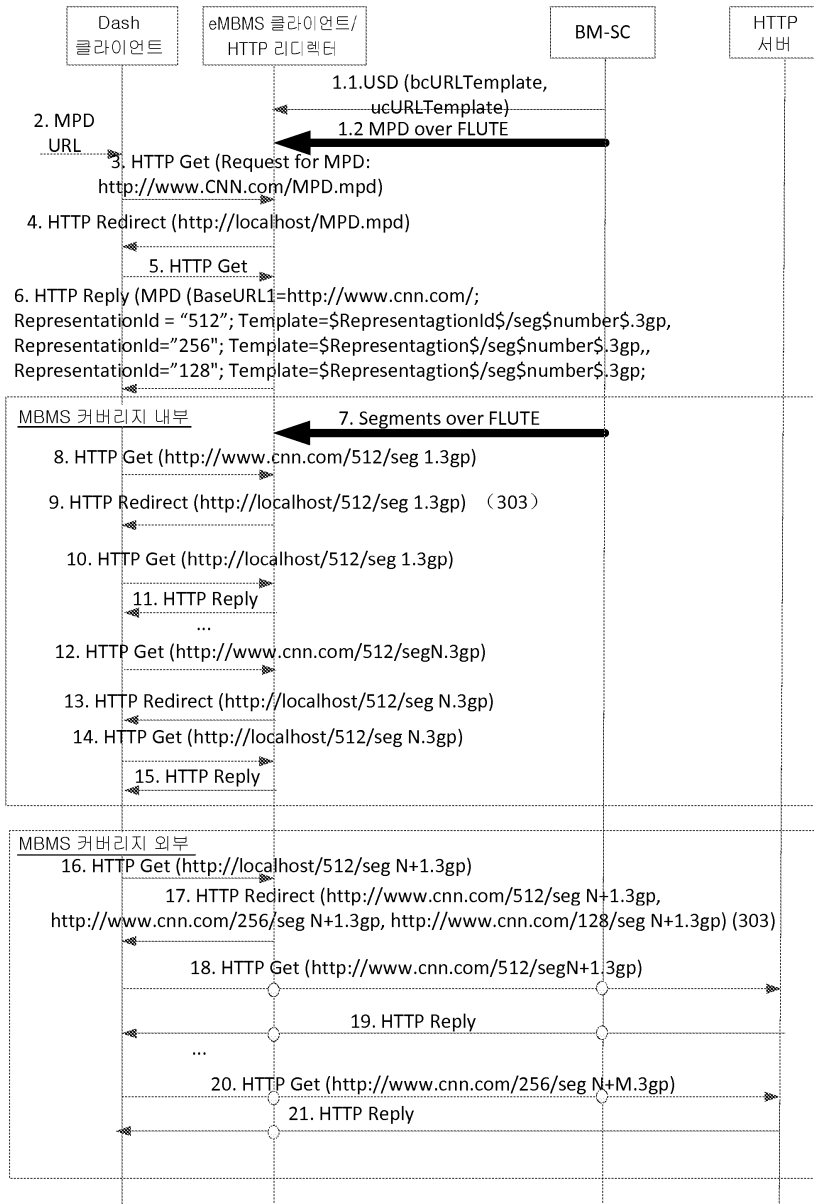 Dash
클라이언트
eMBMS 클라이언트/
HTTP 리디렉터
BM-SC
HTTP
서버
1.1.USD (bcURLTemplate,
ucURLTemplate)
2. MPD
URL
1.2 MPD over FLUTE
3. HTTP Get (Request for MPD:
http://www.CNN.com/MPD.mpd)
4. HTTP Redirect (http://localhost/MPD.mpd)
5. HTTP Get
6. HTTP Reply (MPD (BaseURL1=http://www.cnn.com/;
RepresentationId = “512”; Template=$RepresentagtionId$/seg$number$.3gp,
RepresentationId=”256"; Template=$Representagtion$/seg$number$.3gp,,
RepresentationId=”128"; Template=$Representagtion$/seg$number$.3gp;
MBMS 커버리지 내부
7. Segments over FLUTE
8. HTTP Get (http://www.cnn.com/512/seg 1.3gp)
9. HTTP Redirect (http://localhost/512/seg 1.3gp) （303）
10. HTTP Get (http://localhost/512/seg 1.3gp)
11. HTTP Reply
...
12. HTTP Get (http://www.cnn.com/512/segN.3gp)
13. HTTP Redirect (http://localhost/512/seg N.3gp)
14. HTTP Get (http://localhost/512/seg N.3gp)
15. HTTP Reply
MBMS 커버리지 외부
16. HTTP Get (http://localhost/512/seg N+1.3gp)
17. HTTP Redirect (http://www.cnn.com/512/seg N+1.3gp,
http://www.cnn.com/256/seg N+1.3gp, http://www.cnn.com/128/seg N+1.3gp) (303)
18. HTTP Get (http://www.cnn.com/512/segN+1.3gp)
19. HTTP Reply
...
20. HTTP Get (http://www.cnn.com/256/seg N+M.3gp)
21. HTTP Reply